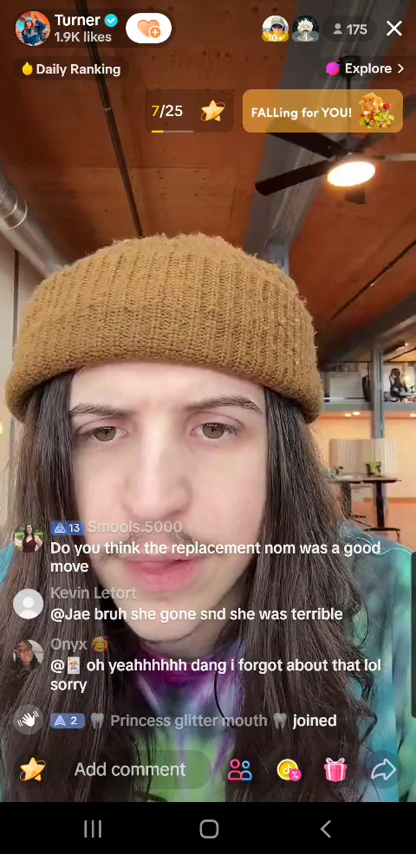 Turner
1.9K likes
10
175
Daily Ranking
Explore >
7/25
FALLing for YOU!
13 Smools.5000
Do you think the replacement nom was a good
move
Kevin Letort
@Jae bruh she gone snd she was terrible
Onyx 🥰
@🃏 oh yeahhhhhh dang i forgot about that lol
sorry
2 🦷 Princess glitter mouth 🦷 joined
Add comment